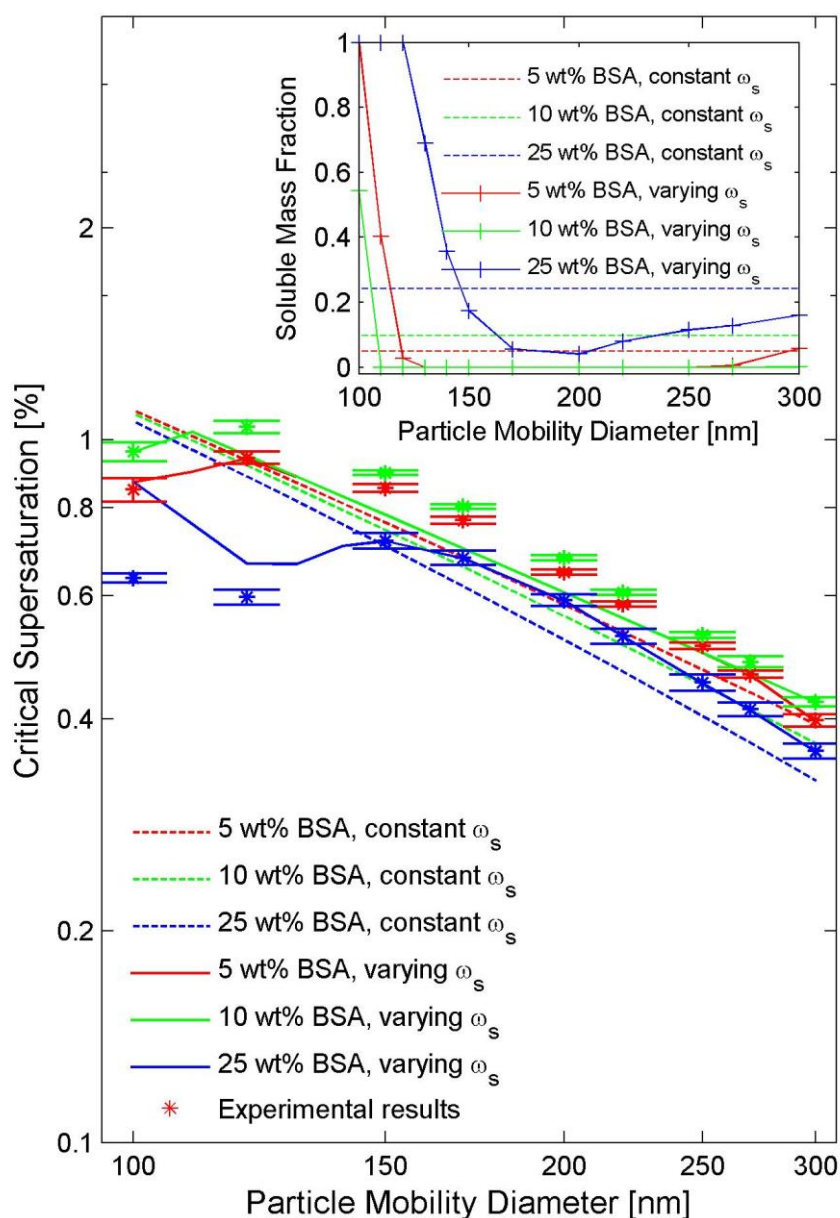 Critical Supersaturation [%]
2
1
0.8
0.6
0.4
0.2
0.1
100
150
200
250
300
Particle Mobility Diameter [nm]
Soluble Mass Fraction
1
0.8
0.6
0.4
0.2
0
100
150
200
250
300
Particle Mobility Diameter [nm]
5 wt% BSA, constant ωs
10 wt% BSA, constant ωs
25 wt% BSA, constant ωs
5 wt% BSA, varying ωs
10 wt% BSA, varying ωs
25 wt% BSA, varying ωs
5 wt% BSA, constant ωs
10 wt% BSA, constant ωs
25 wt% BSA, constant ωs
5 wt% BSA, varying ωs
10 wt% BSA, varying ωs
25 wt% BSA, varying ωs
Experimental results